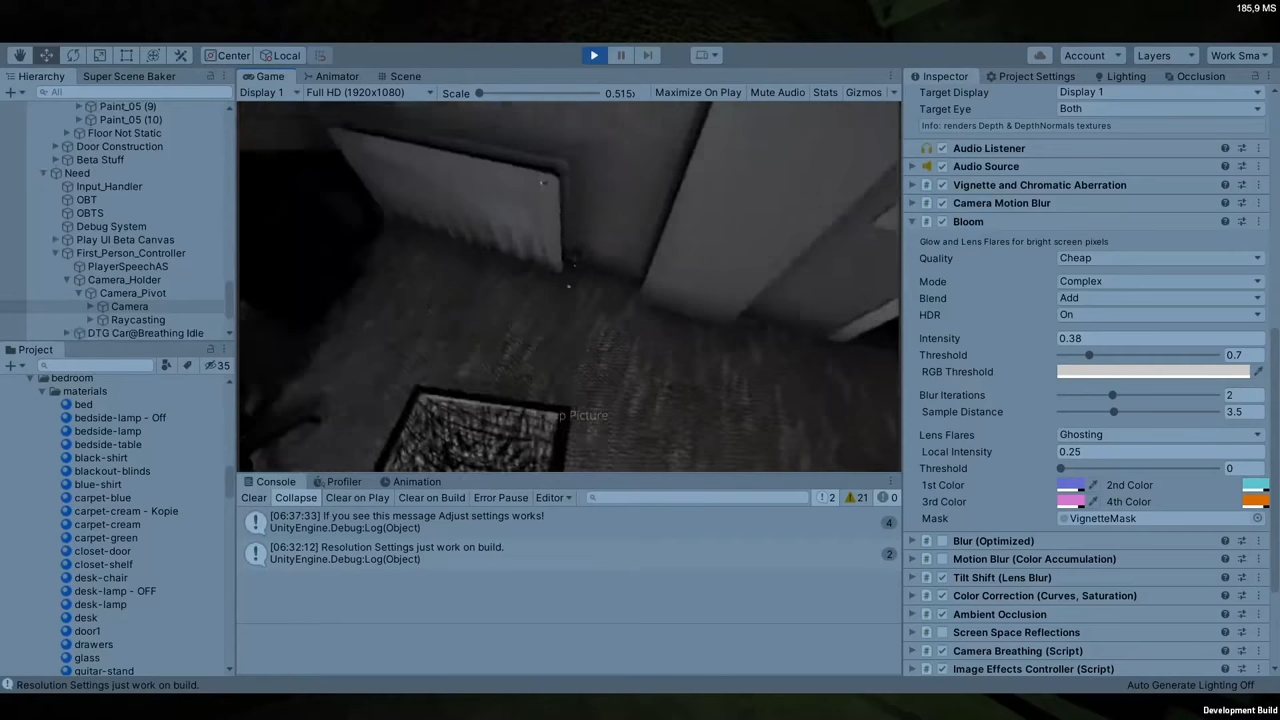 185,9 MS
Center Local Account Layers Work Sma
Hierarchy Super Scene Baker Game Animator Scene Inspector Project Settings Lighting Occlusion
All Display 1 Full HD (1920x1080) Scale 0.515x Maximize On Play Mute Audio Stats Gizmos Target Display Display 1
Paint_05 (9)
Paint_05 (10)
Floor Not Static
Door Construction
Beta Stuff
Need
Input_Handler
OBT
OBTS
Debug System
Play UI Beta Canvas
First_Person_Controller
PlayerSpeechAS
Camera_Holder
Camera_Pivot
Camera
Raycasting
DTG Car@Breathing Idle
Project
35
bedroom
materials
bed
bedside-lamp - Off
bedside-lamp
bedside-table
black-shirt
blackout-blinds
blue-shirt
carpet-blue
carpet-cream - Kopie
carpet-cream
carpet-green
closet-door
closet-shelf
desk-chair
desk-lamp - OFF
desk-lamp
desk
door1
drawers
glass
guitar-stand
Picture
Console Profiler Animation
Clear Collapse Clear on Play Clear on Build Error Pause Editor 2 21 0
[06:37:33] If you see this message Adjust settings works!
UnityEngine.Debug:Log(Object)
4
[06:32:12] Resolution Settings just work on build.
UnityEngine.Debug:Log(Object)
2
Target Eye Both
Info: renders Depth & DepthNormals textures
Audio Listener
Audio Source
Vignette and Chromatic Aberration
Camera Motion Blur
Bloom
Glow and Lens Flares for bright screen pixels
Quality Cheap
Mode Complex
Blend Add
HDR On
Intensity 0.38
Threshold 0.7
RGB Threshold
Blur Iterations 2
Sample Distance 3.5
Lens Flares Ghosting
Local Intensity 0.25
Threshold 0
1st Color 2nd Color
3rd Color 4th Color
Mask VignetteMask
Blur (Optimized)
Motion Blur (Color Accumulation)
Tilt Shift (Lens Blur)
Color Correction (Curves, Saturation)
Ambient Occlusion
Screen Space Reflections
Camera Breathing (Script)
Image Effects Controller (Script)
Resolution Settings just work on build.
Auto Generate Lighting Off
Development Build